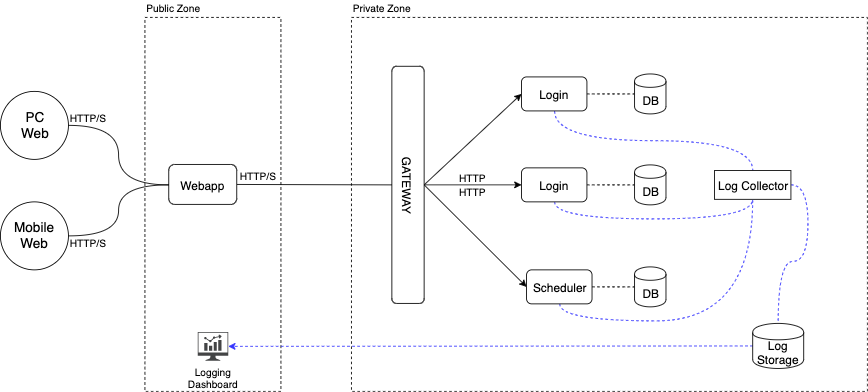 Public Zone
Private Zone
PC
Web
HTTP/S
Mobile
Web
HTTP/S
Webapp
HTTP/S
GATEWAY
HTTP
HTTP
Login
DB
Login
DB
Scheduler
DB
Log Collector
Log
Storage
Logging
Dashboard